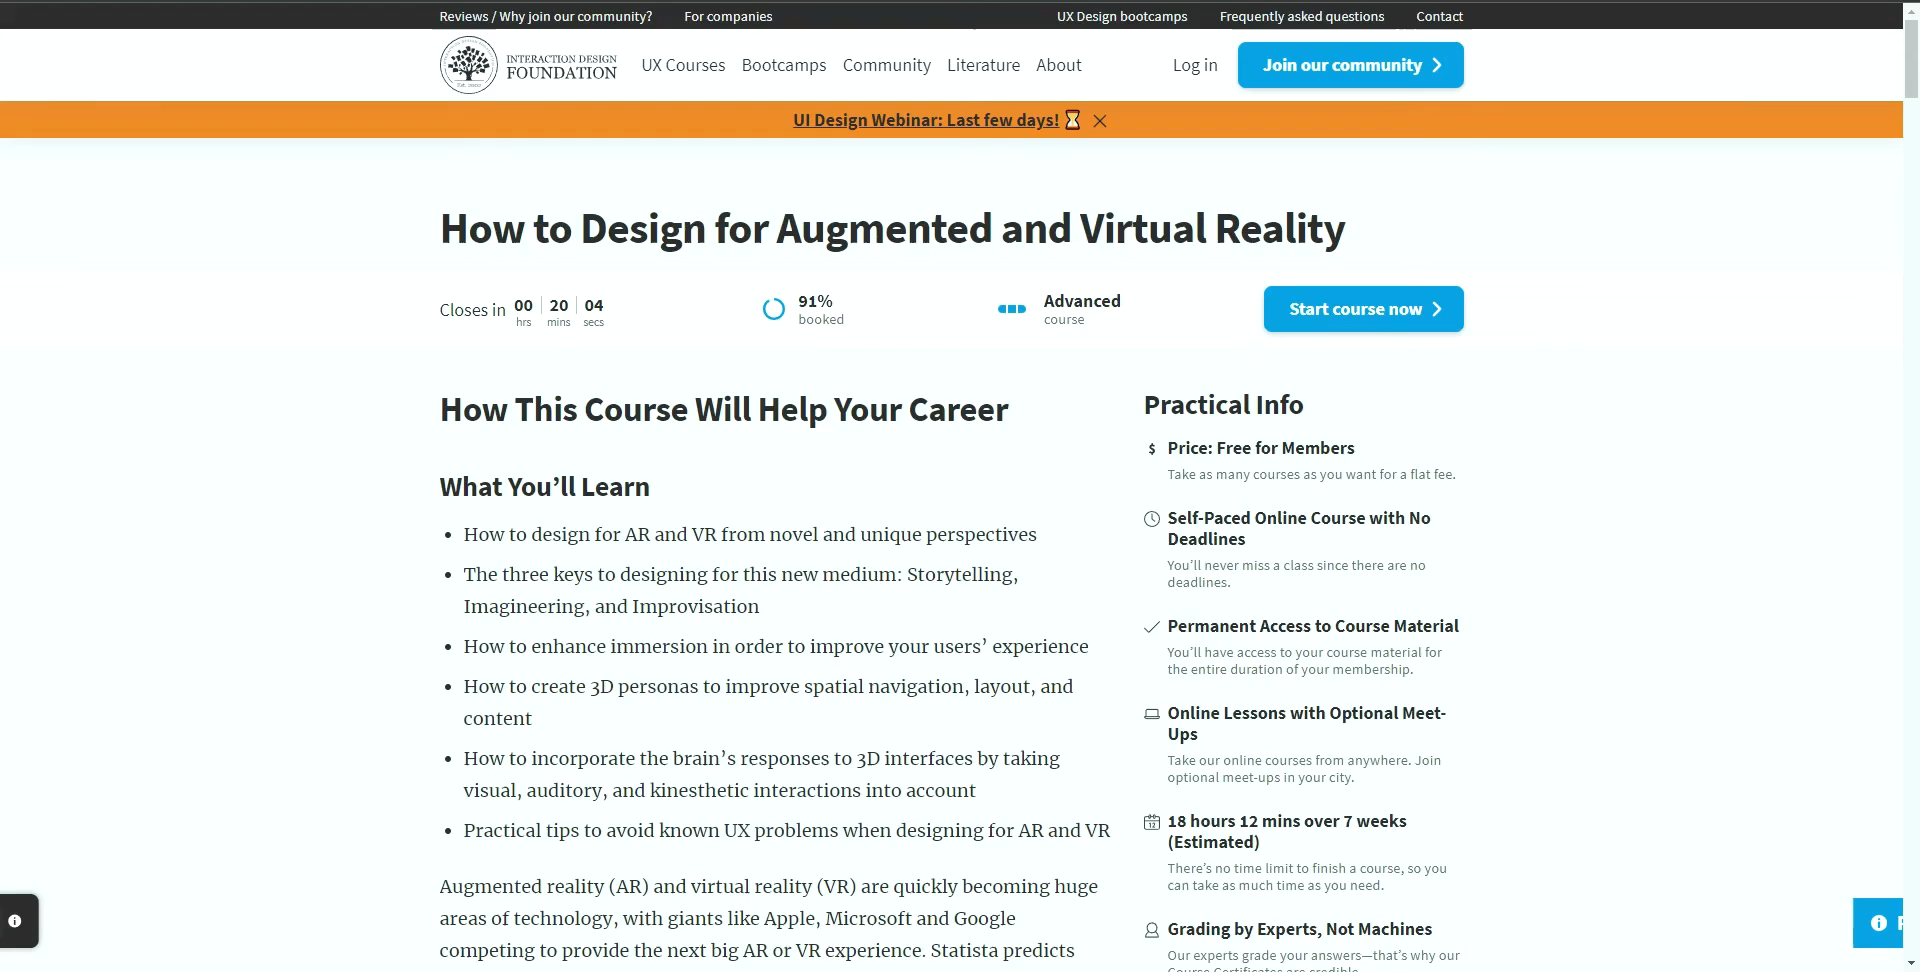 Reviews / Why join our community?
For companies
UX Design bootcamps
Frequently asked questions
Contact
INTERACTION DESIGN
FOUNDATION
UX Courses
Bootcamps
Community
Literature
About
Log in
Join our community
UI Design Webinar: Last few days!
How to Design for Augmented and Virtual Reality
Closes in
00
20
04
hrs
mins
secs
91%
booked
Advanced
course
Start course now
How This Course Will Help Your Career
What You’ll Learn
How to design for AR and VR from novel and unique perspectives
The three keys to designing for this new medium: Storytelling,
Imagineering, and Improvisation
How to enhance immersion in order to improve your users’ experience
How to create 3D personas to improve spatial navigation, layout, and
content
How to incorporate the brain’s responses to 3D interfaces by taking
visual, auditory, and kinesthetic interactions into account
Practical tips to avoid known UX problems when designing for AR and VR
Augmented reality (AR) and virtual reality (VR) are quickly becoming huge
areas of technology, with giants like Apple, Microsoft and Google
competing to provide the next big AR or VR experience. Statista predicts
Practical Info
Price: Free for Members
Take as many courses as you want for a flat fee.
Self-Paced Online Course with No
Deadlines
You’ll never miss a class since there are no
deadlines.
Permanent Access to Course Material
You’ll have access to your course material for
the entire duration of your membership.
Online Lessons with Optional Meet-
Ups
Take our online courses from anywhere. Join
optional meet-ups in your city.
18 hours 12 mins over 7 weeks
(Estimated)
There’s no time limit to finish a course, so you
can take as much time as you need.
Grading by Experts, Not Machines
Our experts grade your answers—that’s why our
Course Certificates are credible.